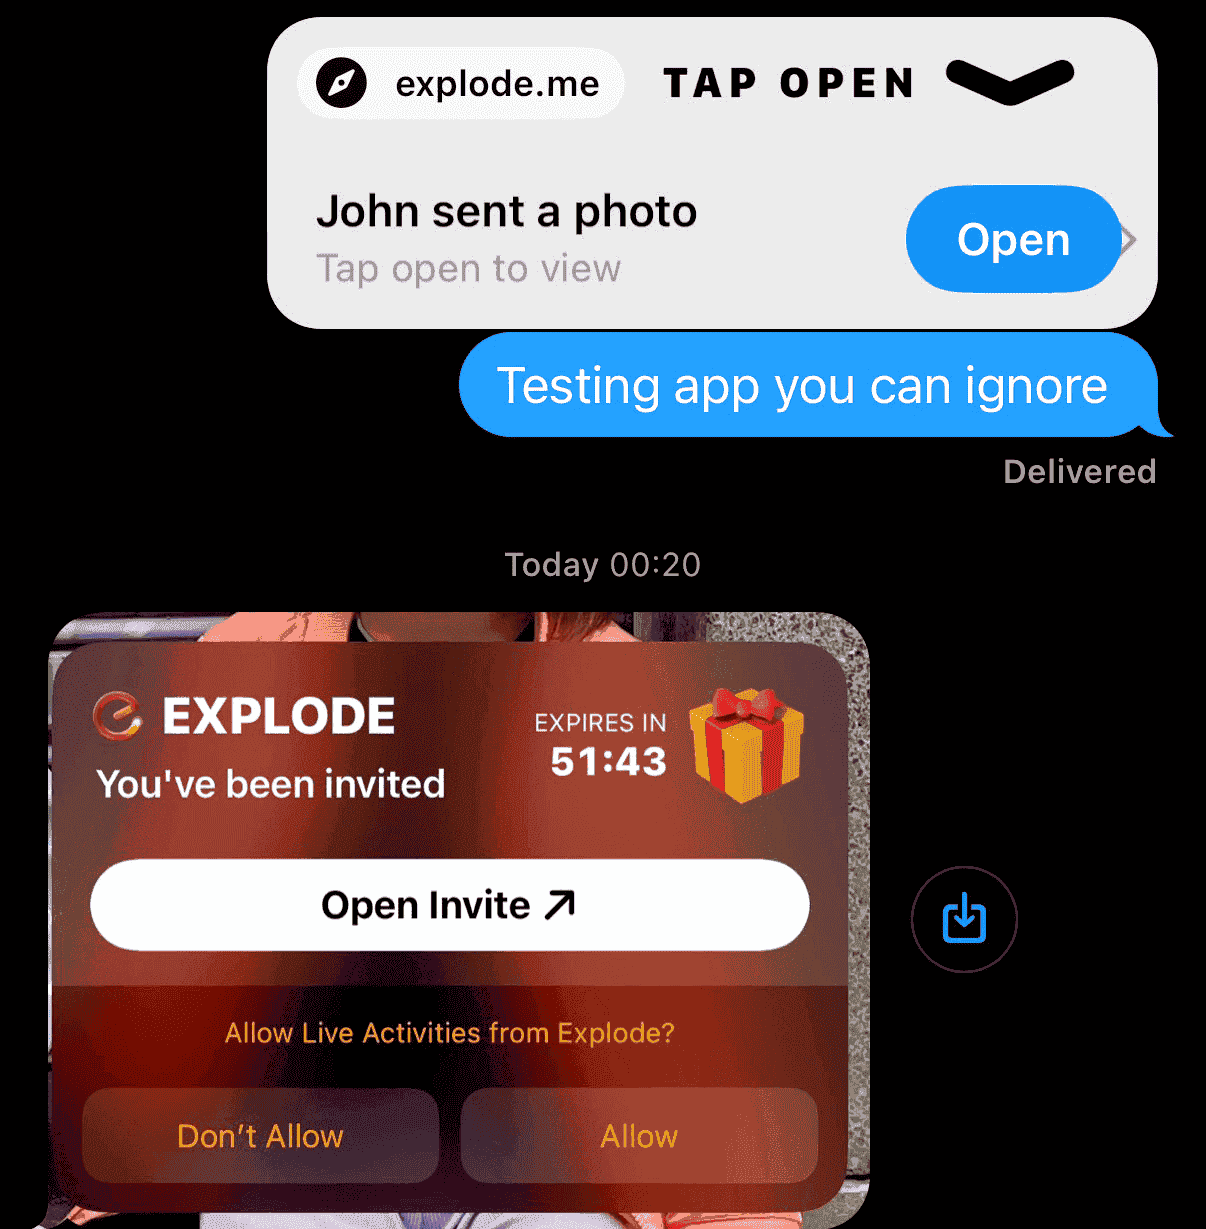 explode.me
TAP OPEN
John sent a photo
Tap open to view
Open
Testing app you can ignore
Delivered
Today 00:20
EXPLODE
You've been invited
EXPIRES IN
51:43
Open Invite
Allow Live Activities from Explode?
Don’t Allow
Allow